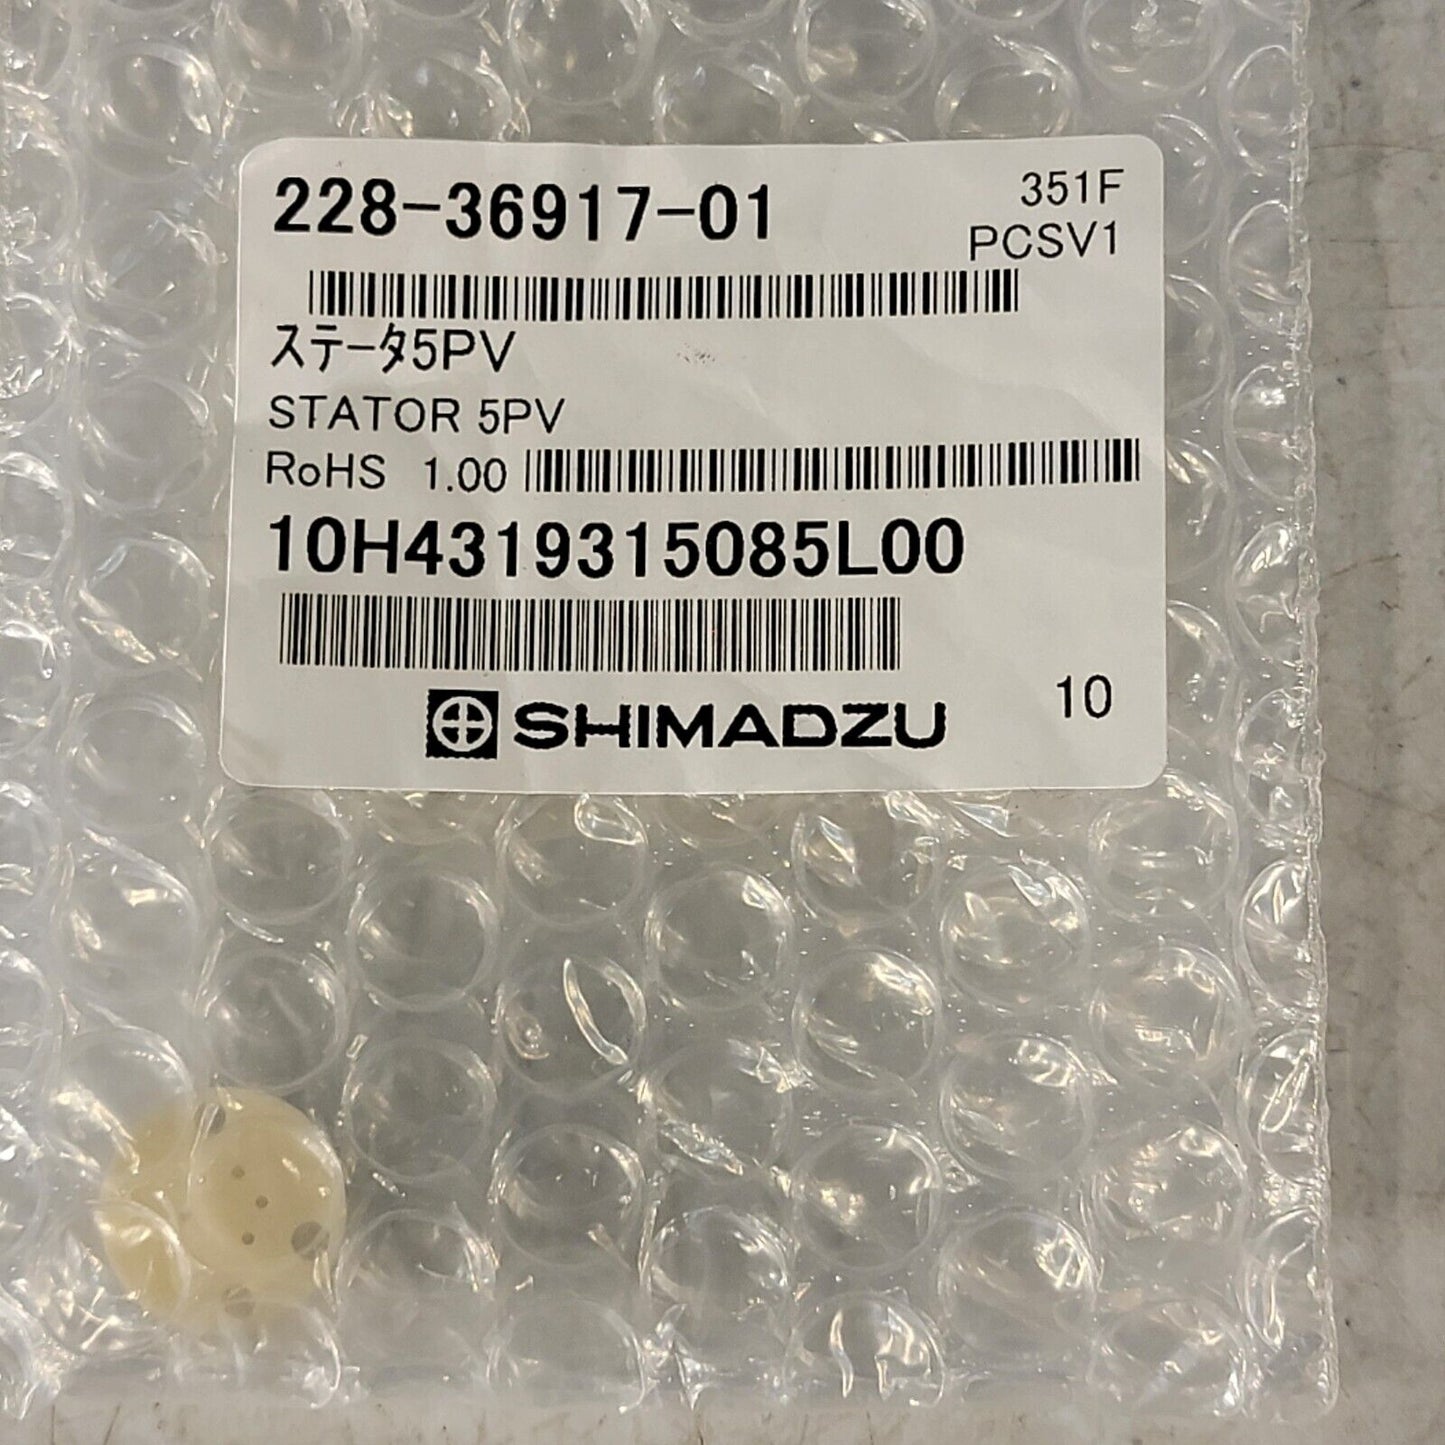 228-36917-01
351F
PCSV1
ステータ5PV
STATOR 5PV
RoHS 1.00
10H4319315085L00
SHIMADZU
10